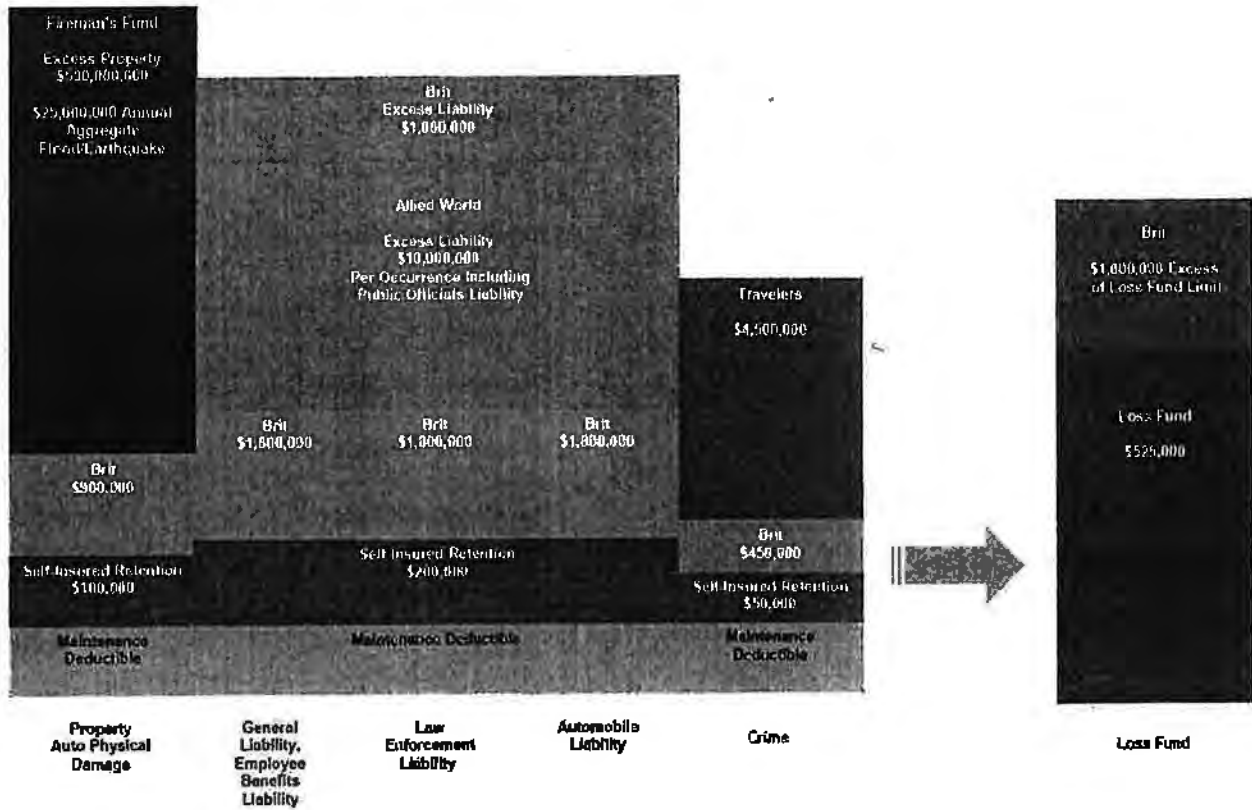 Fireman's Fund
Excess Property
$500,000,000
$25,000,000 Annual
Aggregate
Flood/Earthquake
Brit
$900,000
Self-Insured Retention
$100,000
Maintenance
Deductible
Property
Auto Physical
Damage
Brit
Excess Liability
$1,000,000
Allied World
Excess Liability
$10,000,000
Per Occurrence Including
Public Officials Liability
Brit
$1,800,000
Brit
$1,800,000
Brit
$1,800,000
Self Insured Retention
$200,000
Maintenance Deductible
General
Liability,
Employee
Benefits
Liability
Law
Enforcement
Liability
Automobile
Liability
Travelers
$4,500,000
Brit
$450,000
Self-Insured Retention
$50,000
Maintenance
Deductible
Crime
Brit
$1,000,000 Excess
of Loss Fund Limit
Loss Fund
$525,000
Loss Fund